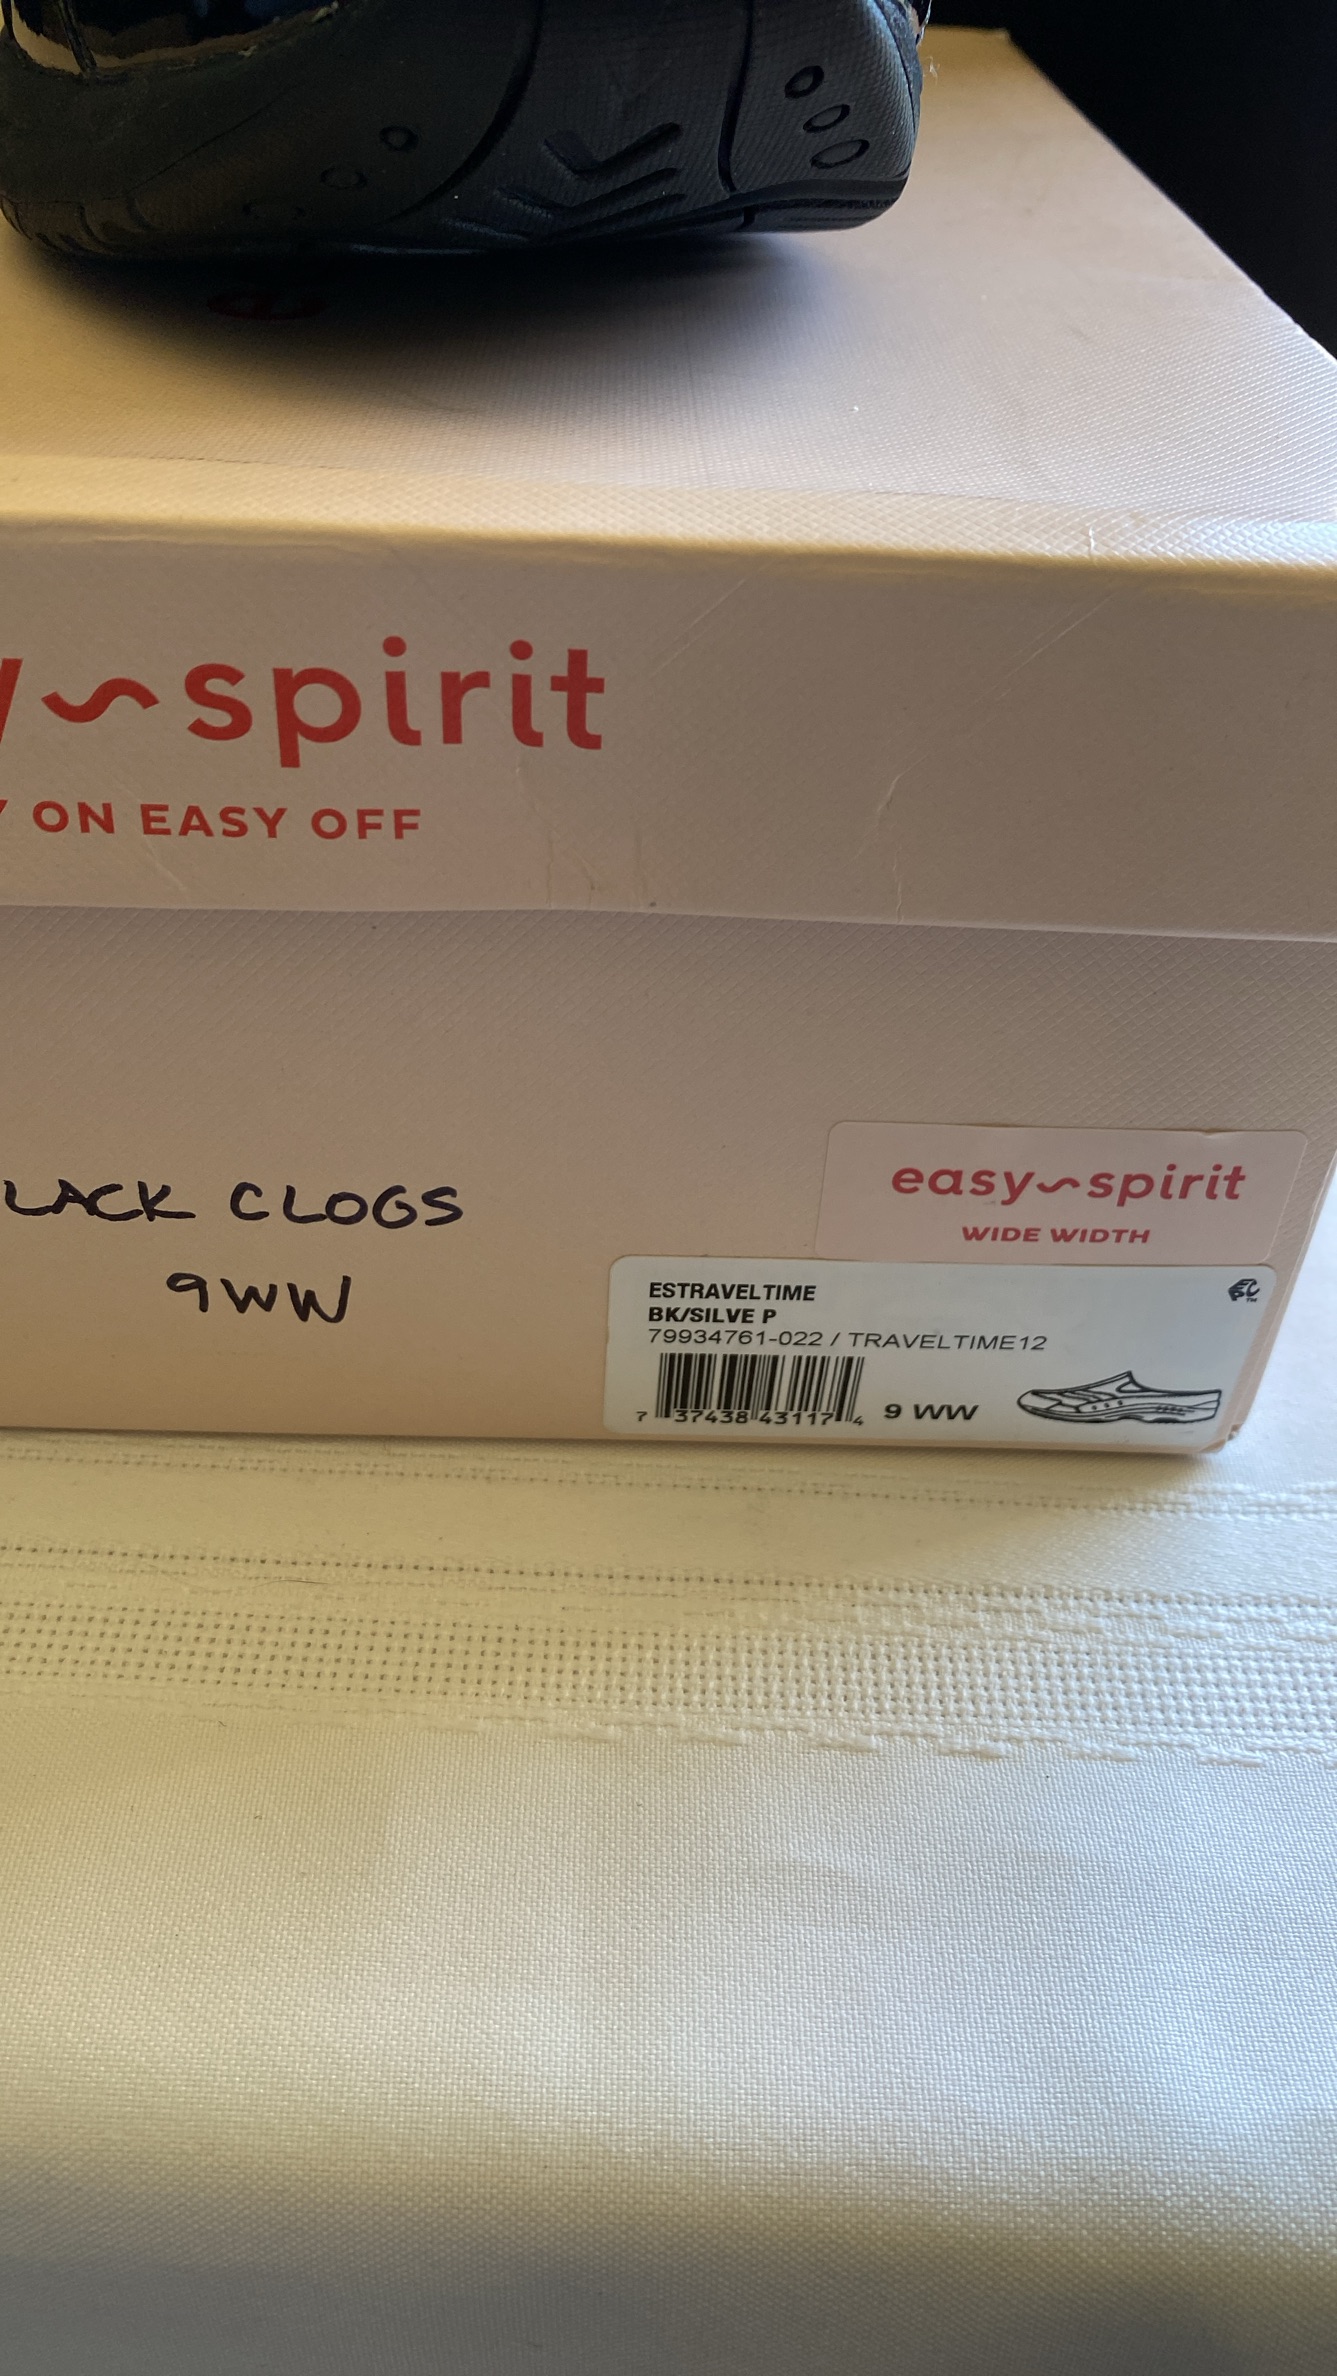 y~spirit
Y ON EASY OFF
LACK CLOGS
9WW
easy~spirit
WIDE WIDTH
ESTRAVELTIME
BK/SILVE P
79934761-022 / TRAVELTIME12
7 37438 43117 4
9 WW